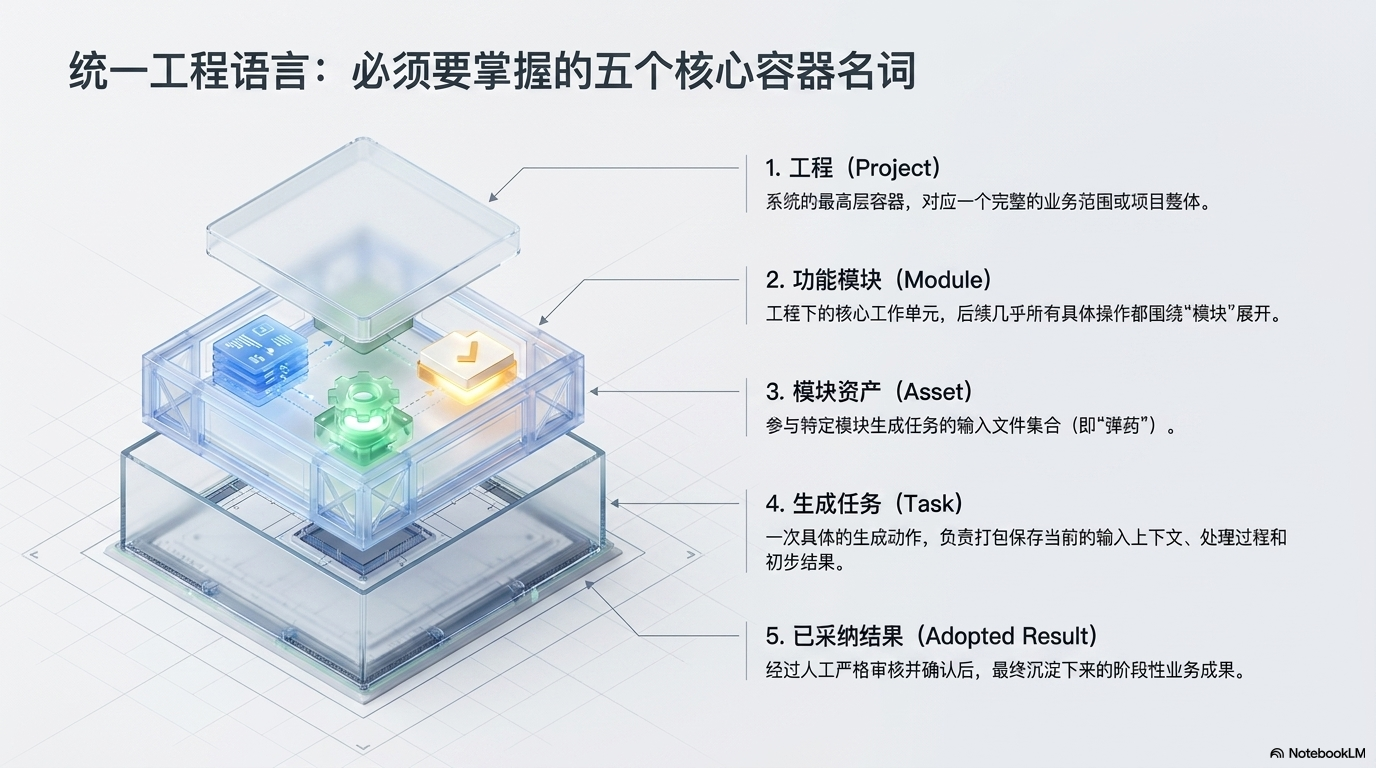 统一工程语言：必须要掌握的五个核心容器名词
1. 工程（Project）
系统的最高层容器，对应一个完整的业务范围或项目整体。
2. 功能模块（Module）
工程下的核心工作单元，后续几乎所有具体操作都围绕“模块”展开。
3. 模块资产（Asset）
参与特定模块生成任务的输入文件集合（即“弹药”）。
4. 生成任务（Task）
一次具体的生成动作，负责打包保存当前的输入上下文、处理过程和
初步结果。
5. 已采纳结果（Adopted Result）
经过人工严格审核并确认后，最终沉淀下来的阶段性业务成果。
NotebookLM